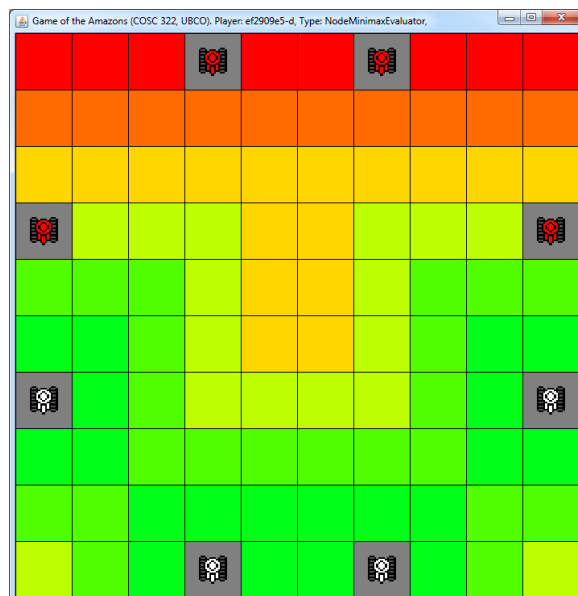 Game of the Amazons (COSC 322, UBCO). Player: ef2909e5-d, Type: NodeMinimaxEvaluator,